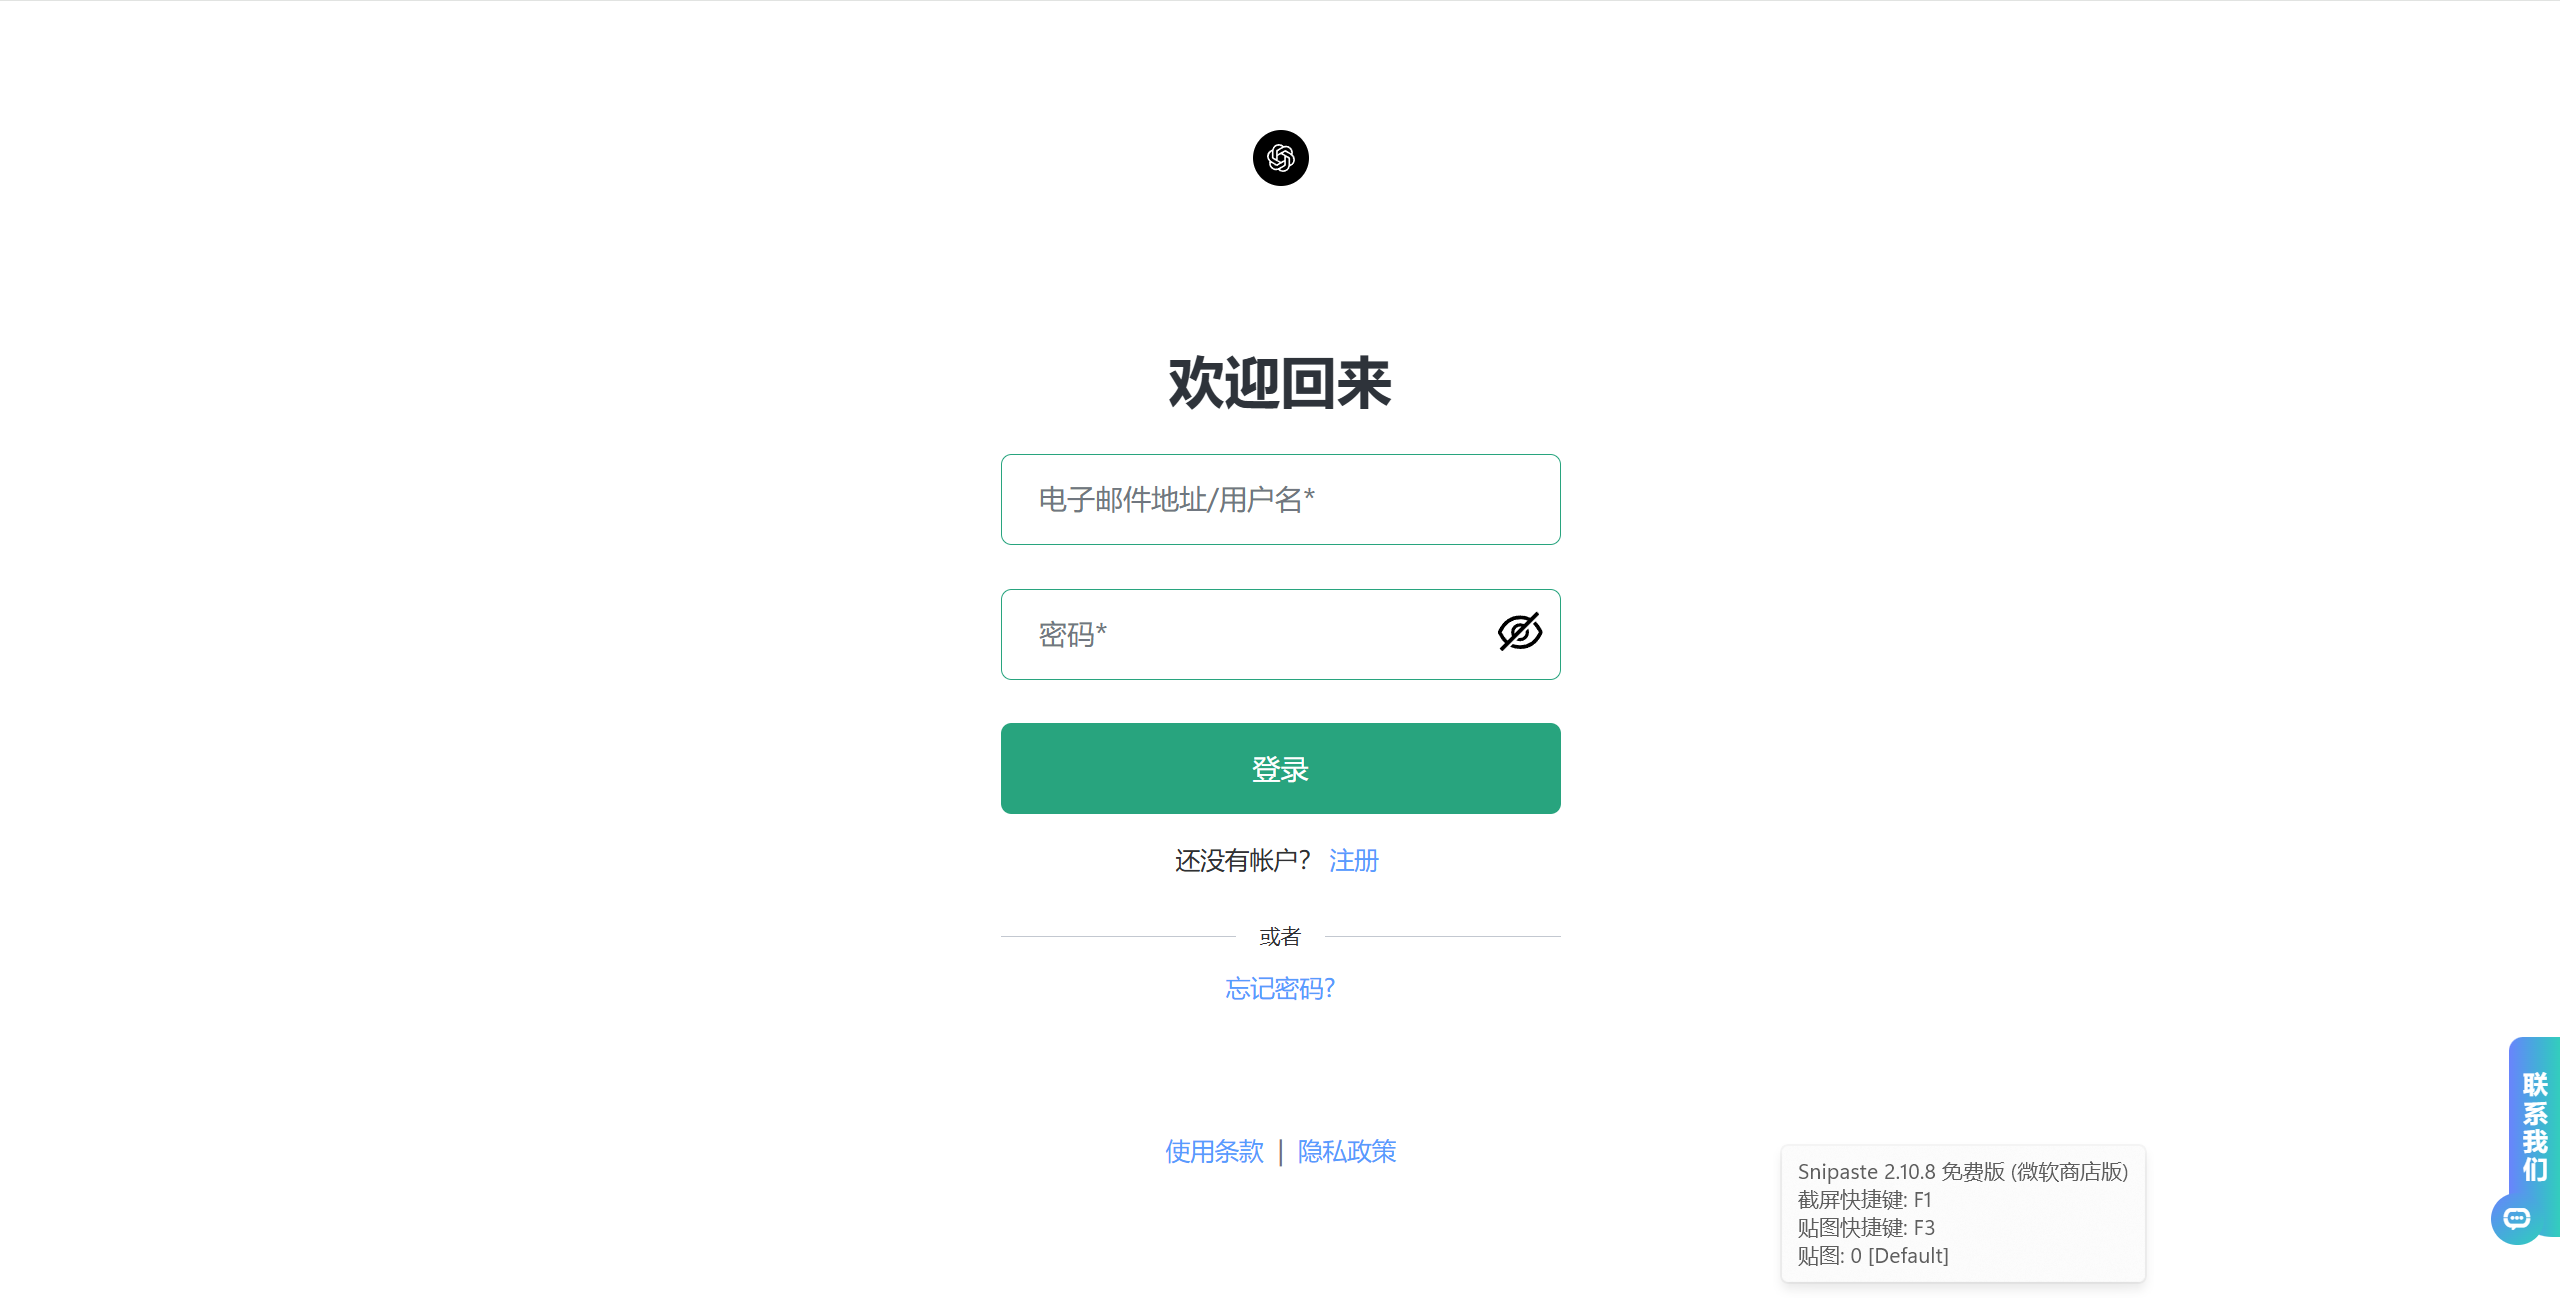 欢迎回来
电子邮件地址/用户名*
密码*
登录
还没有帐户? 注册
或者
忘记密码?
使用条款 | 隐私政策
联系我们
Snipaste 2.10.8 免费版 (微软商店版)
截屏快捷键: F1
贴图快捷键: F3
贴图: 0 [Default]